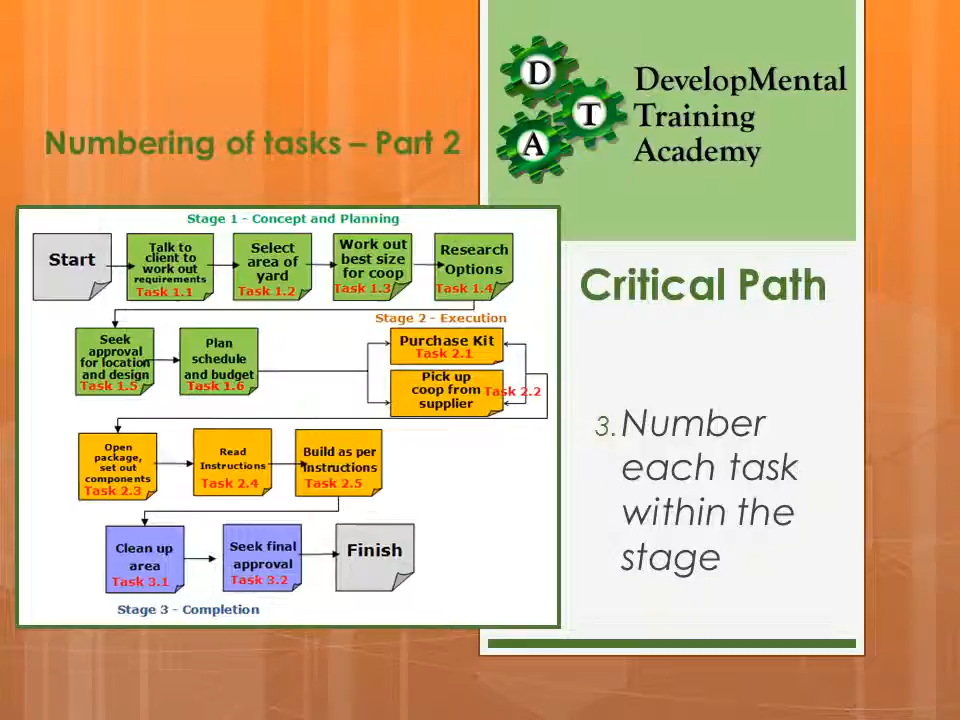 Numbering of tasks – Part 2
D
T
A
DevelopMental
Training
Academy
Stage 1 - Concept and Planning
Start
Talk to
client to
work out
requirements
Task 1.1
Select
area of
yard
Task 1.2
Work out
best size
for coop
Task 1.3
Research
Options
Task 1.4
Seek
approval
for location
and design
Task 1.5
Plan
schedule
and budget
Task 1.6
Stage 2 - Execution
Purchase Kit
Task 2.1
Pick up
coop from
supplier
Task 2.2
Open
package,
set out
components
Task 2.3
Read
Instructions
Task 2.4
Build as per
Instructions
Task 2.5
Clean up
area
Task 3.1
Seek final
approval
Task 3.2
Finish
Stage 3 - Completion
Critical Path
3. Number
each task
within the
stage